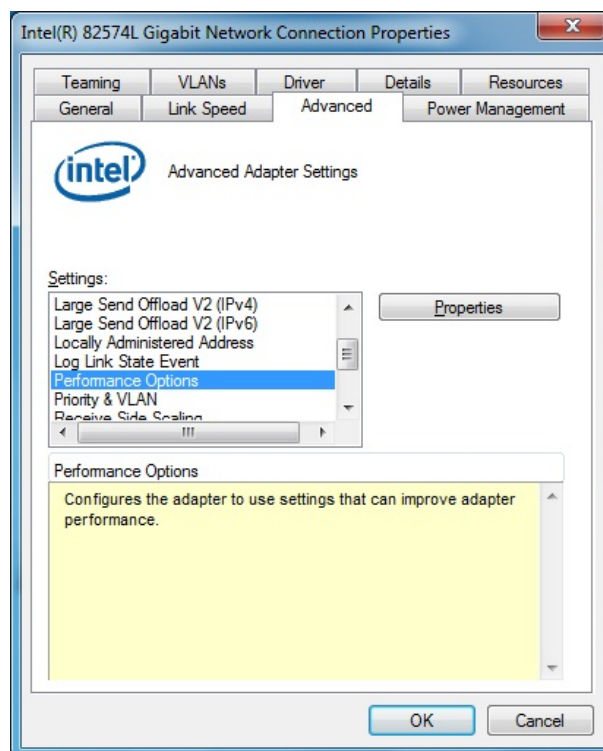 Intel(R) 82574L Gigabit Network Connection Properties
Teaming VLANs Driver Details Resources
General Link Speed Advanced Power Management
intel
Advanced Adapter Settings
Settings:
Large Send Offload V2 (IPv4)
Large Send Offload V2 (IPv6)
Locally Administered Address
Log Link State Event
Performance Options
Priority & VLAN
Receive Side Scaling
Properties
Performance Options
Configures the adapter to use settings that can improve adapter
performance.
OK Cancel